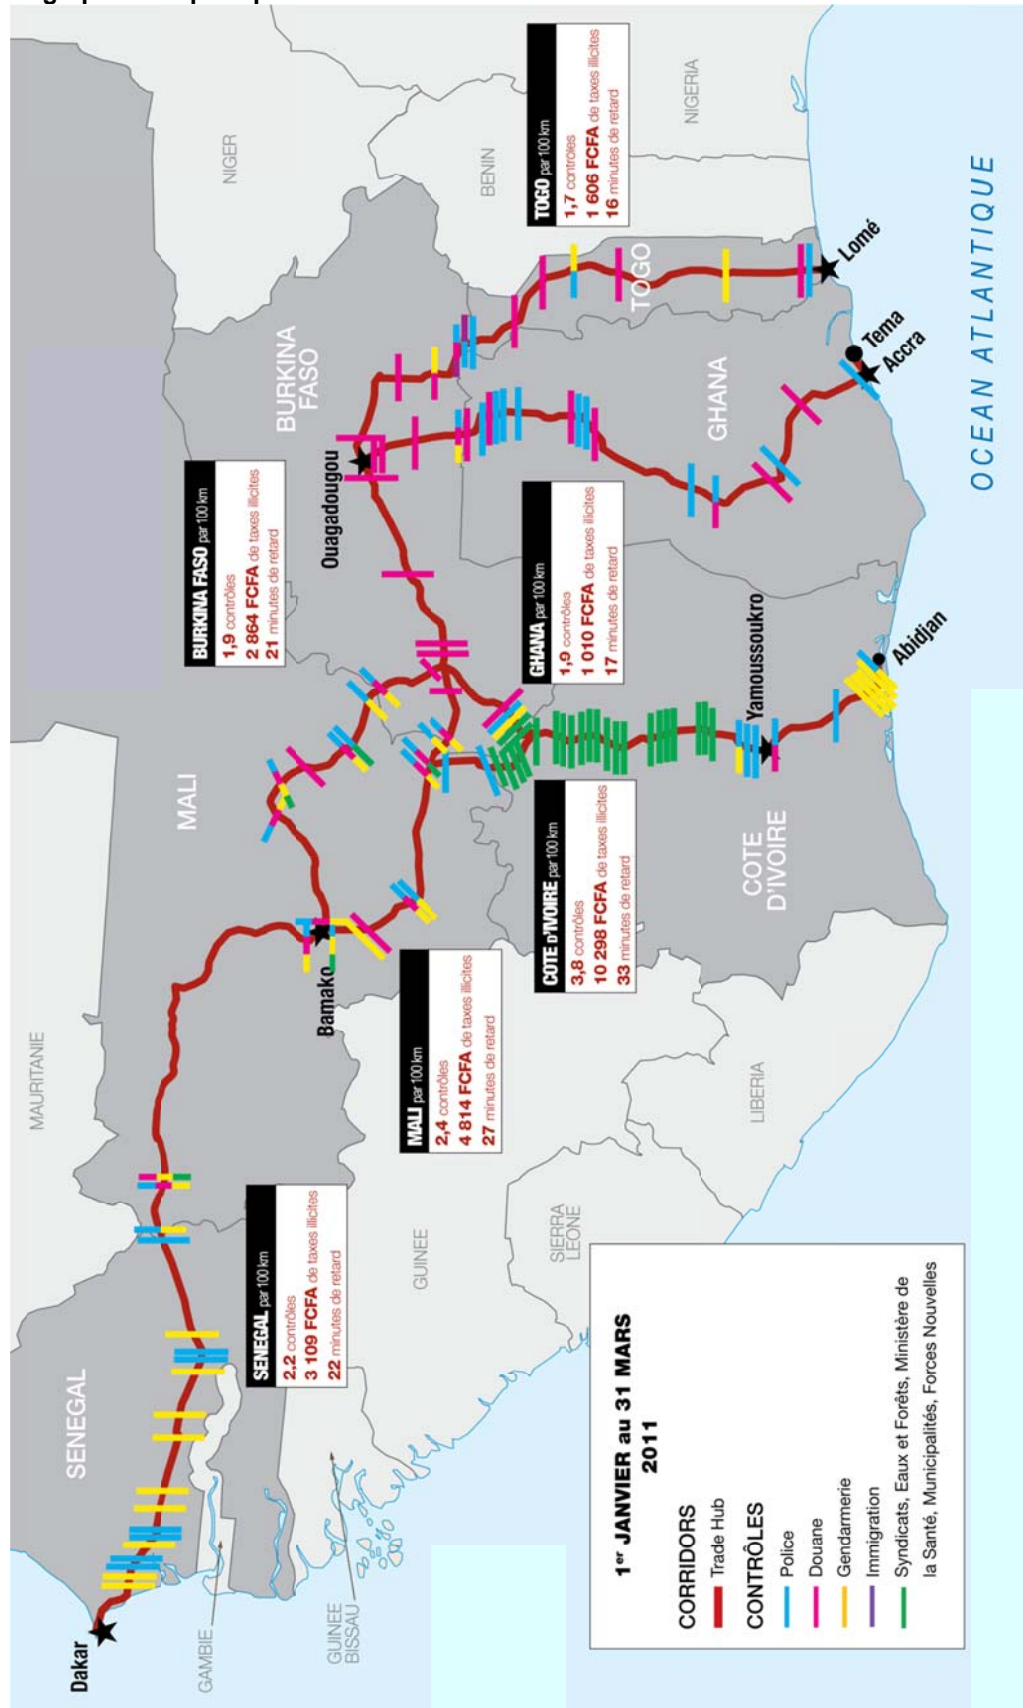 NIGER
NIGERIA
BENIN
TOGO par 100 km
1,7 contrôles
1 606 FCFA de taxes illicites
16 minutes de retard
TOGO
Lomé
Tema
Accra
OCEAN ATLANTIQUE
BURKINA
FASO
GHANA
Ouagadougou
BURKINA FASO par 100 km
1,9 contrôles
2 864 FCFA de taxes illicites
21 minutes de retard
GHANA par 100 km
1,9 contrôles
1 010 FCFA de taxes illicites
17 minutes de retard
Yamoussoukro
Abidjan
MALI
COTE
D'IVOIRE
COTE D'IVOIRE par 100 km
3,8 contrôles
10 298 FCFA de taxes illicites
33 minutes de retard
Bamako
MALI par 100 km
2,4 contrôles
4 814 FCFA de taxes illicites
27 minutes de retard
MAURITANIE
LIBERIA
SIERRA
LEONE
GUINEE
SENEGAL par 100 km
2.2 contrôles
3 109 FCFA de taxes illicites
22 minutes de retard
SENEGAL
Dakar
GAMBIE
GUINEE
BISSAU
1er JANVIER au 31 MARS
2011
CORRIDORS
Trade Hub
CONTRÔLES
Police
Douane
Gendarmerie
Immigration
Syndicats, Eaux et Forêts, Ministère de
la Santé, Municipalités, Forces Nouvelles